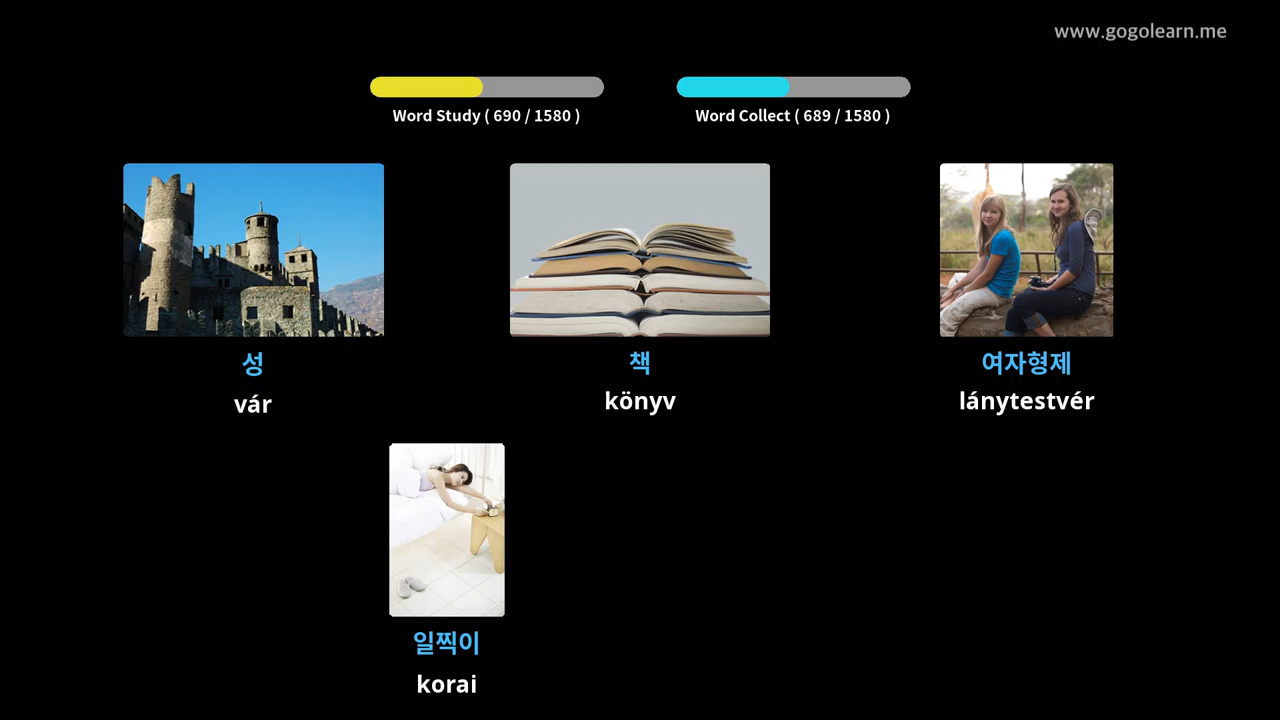 www.gogolearn.me
Word Study ( 690 / 1580 )
Word Collect ( 689 / 1580 )
성
vár
책
könyv
여자형제
lánytestvér
일찍이
korai